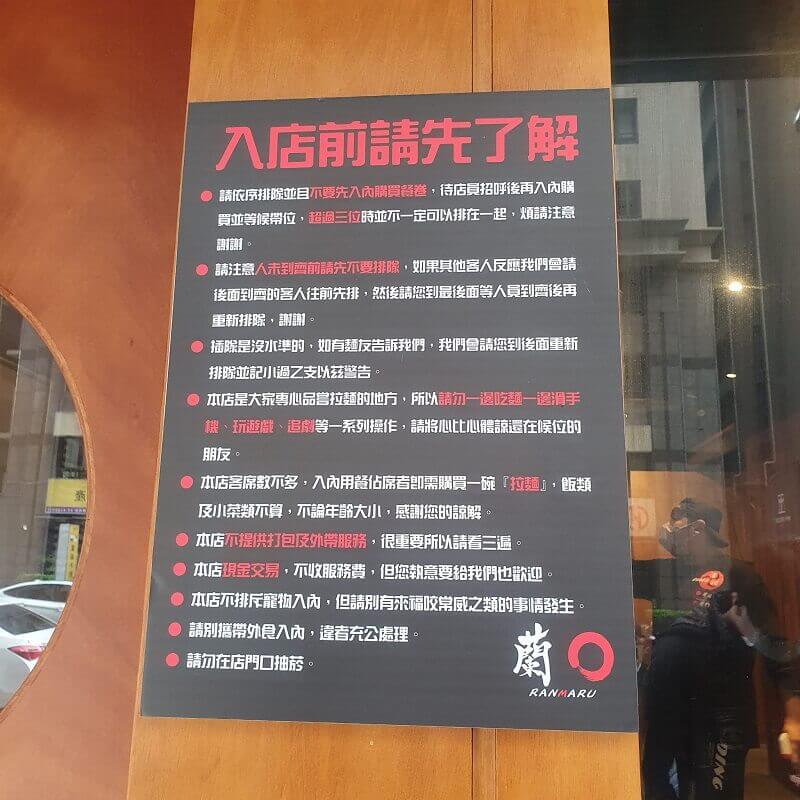 入店前請先了解
請依序排隊並且不要先入內購買餐卷，待店員招呼後再入內購
買並等候帶位，超過三位時並不一定可以排在一起，煩請注意
謝謝。
請注意人未到齊前請先不要排隊，如果其他客人反應我們會請
後面到齊的客人往前先排，然後請您到最後面等人員到齊後再
重新排隊，謝謝。
插隊是沒水準的，如有麵友告訴我們，我們會請您到後面重新
排隊並記小過乙支以茲警告。
本店是大家專心品嘗拉麵的地方，所以請勿一邊吃麵一邊滑手
機、玩遊戲、追劇等一系列操作，請將心比心體諒還在候位的
朋友。
本店客席數不多，入內用餐佔席者即需購買一碗『拉麵』，飯類
及小菜類不算，不論年齡大小，感謝您的諒解。
本店不提供打包及外帶服務，很重要所以請看三遍。
本店現金交易，不收服務費，但您執意要給我們也歡迎。
本店不排斥寵物入內，但請別有來福咬常威之類的事情發生。
請別攜帶外食入內，違者充公處理。
請勿在店門口抽菸。
蘭
RANMARU
DING